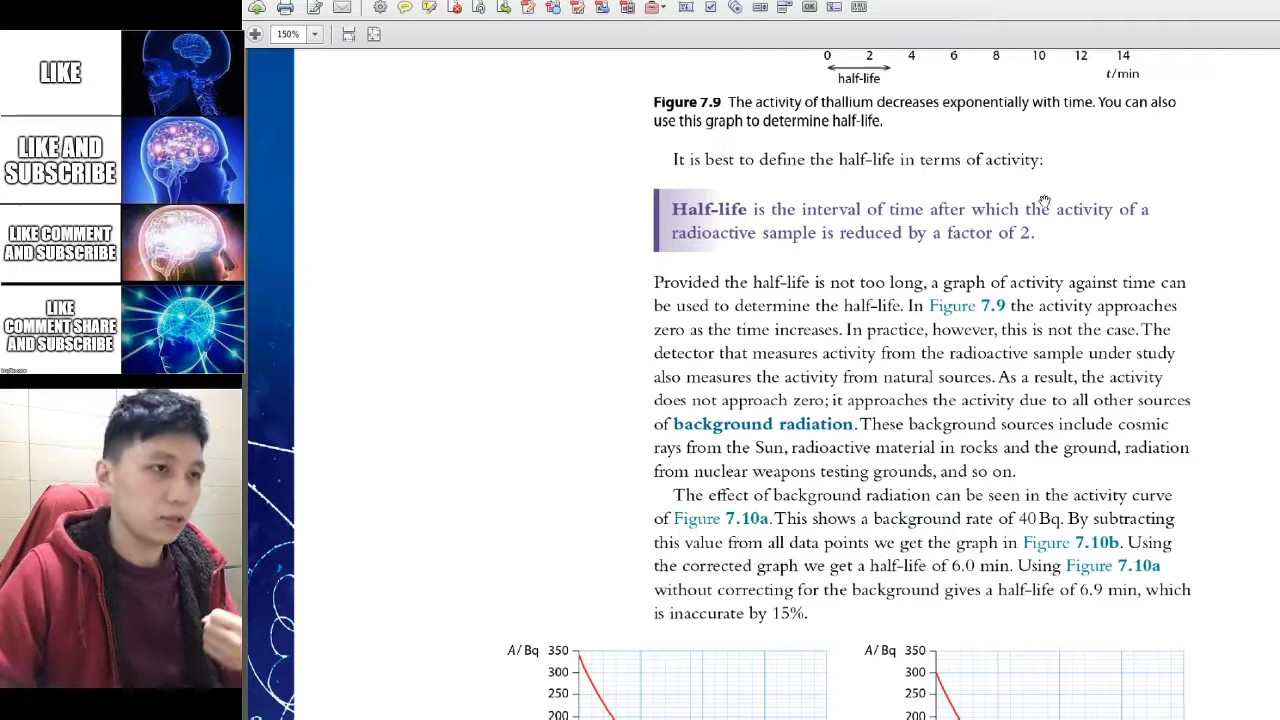 150%
LIKE
LIKE AND
SUBSCRIBE
LIKE COMMENT
AND SUBSCRIBE
LIKE
COMMENT SHARE
AND SUBSCRIBE
imgflip.com
0 2 4 6 8 10 12 14
half-life
t/min
Figure 7.9 The activity of thallium decreases exponentially with time. You can also
use this graph to determine half-life.
It is best to define the half-life in terms of activity:
Half-life is the interval of time after which the activity of a
radioactive sample is reduced by a factor of 2.
Provided the half-life is not too long, a graph of activity against time can
be used to determine the half-life. In Figure 7.9 the activity approaches
zero as the time increases. In practice, however, this is not the case. The
detector that measures activity from the radioactive sample under study
also measures the activity from natural sources. As a result, the activity
does not approach zero; it approaches the activity due to all other sources
of background radiation. These background sources include cosmic
rays from the Sun, radioactive material in rocks and the ground, radiation
from nuclear weapons testing grounds, and so on.
The effect of background radiation can be seen in the activity curve
of Figure 7.10a. This shows a background rate of 40 Bq. By subtracting
this value from all data points we get the graph in Figure 7.10b. Using
the corrected graph we get a half-life of 6.0 min. Using Figure 7.10a
without correcting for the background gives a half-life of 6.9 min, which
is inaccurate by 15%.
A/ Bq 350
300
250
200
A/ Bq 350
300
250
200